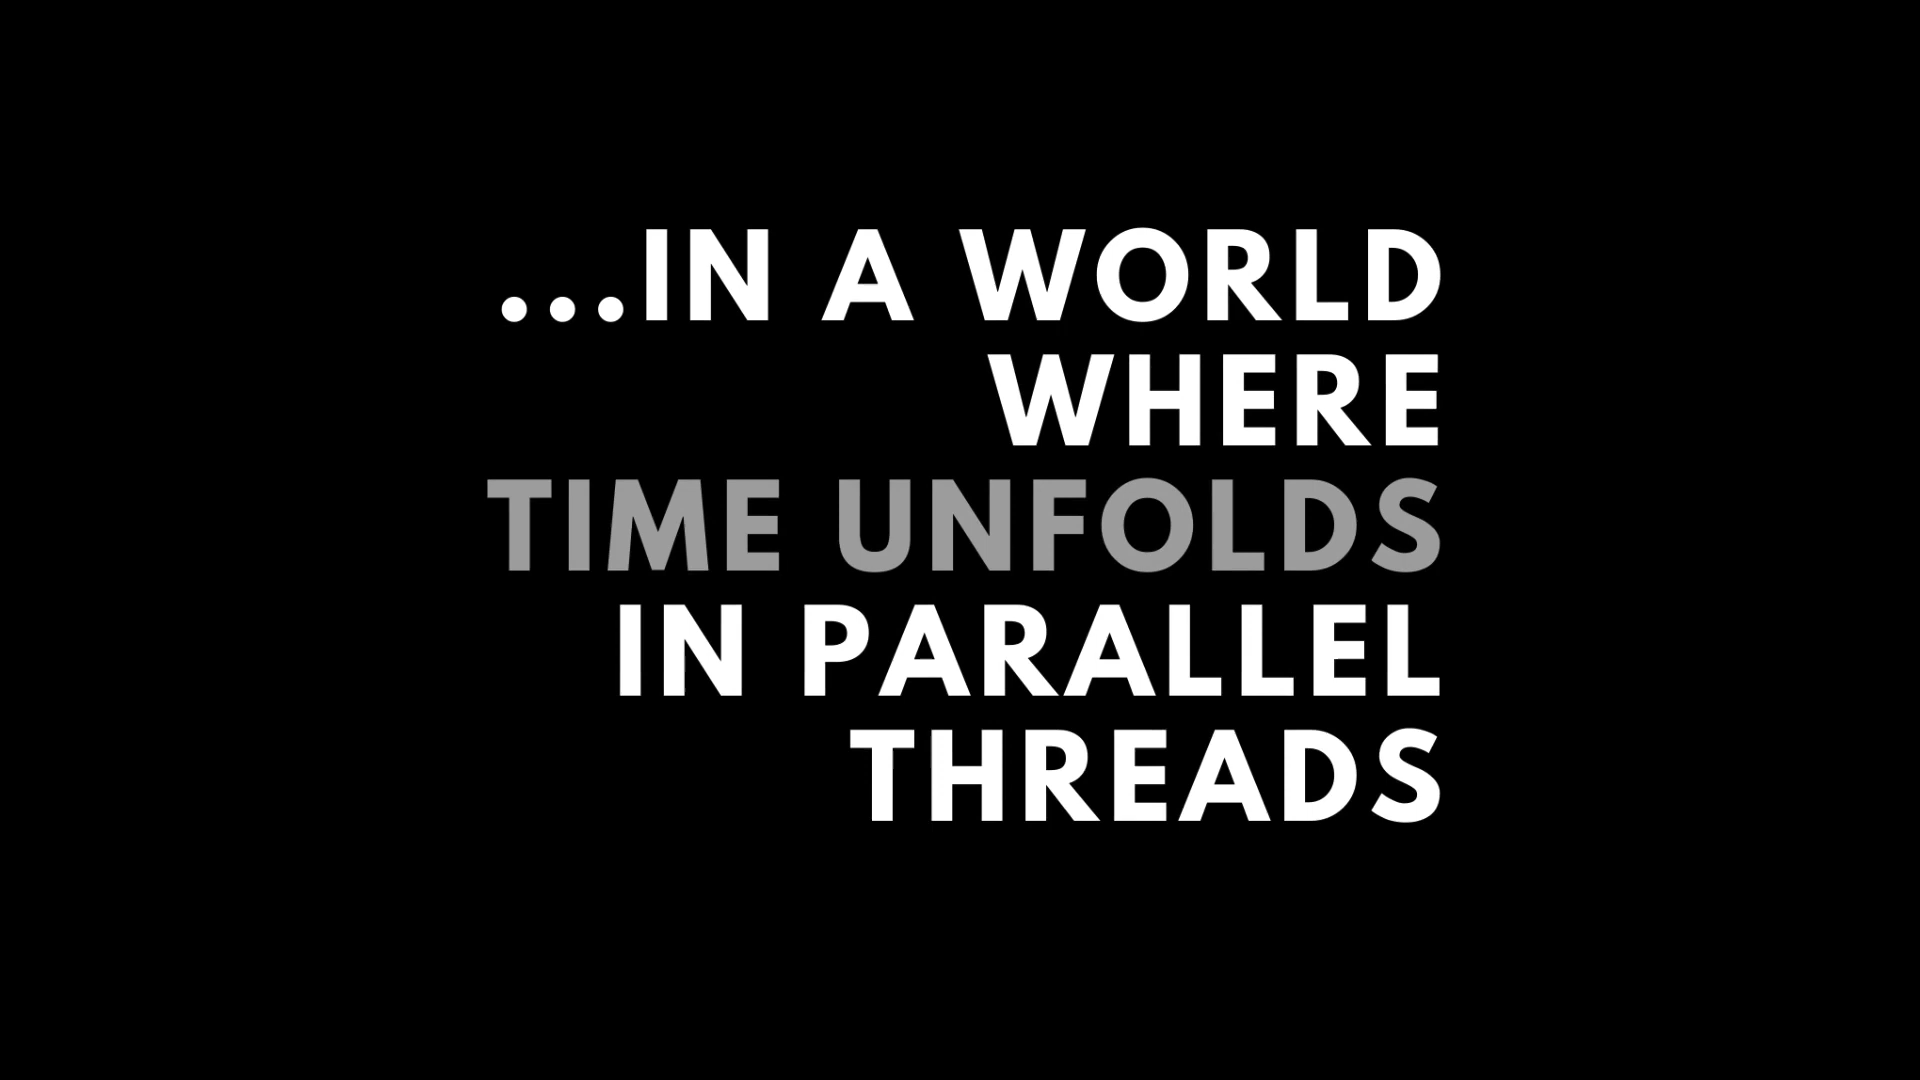 ...IN A WORLD
WHERE
TIME UNFOLDS
IN PARALLEL
THREADS